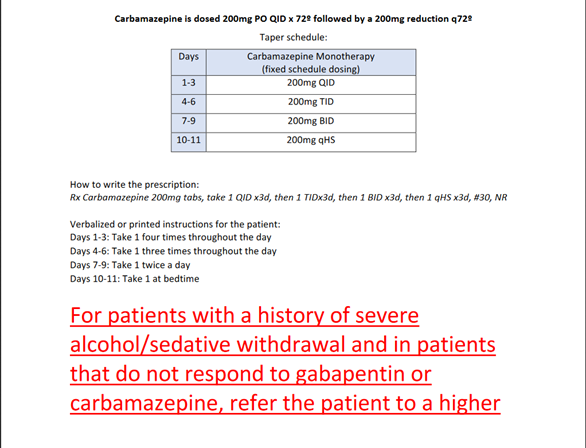 Carbamazepine is dosed 200mg PO QID x 72º followed by a 200mg reduction q72º
Taper schedule:
Days Carbamazepine Monotherapy
(fixed schedule dosing)
1-3 200mg QID
4-6 200mg TID
7-9 200mg BID
10-11 200mg qHS
How to write the prescription:
Rx Carbamazepine 200mg tabs, take 1 QID x3d, then 1 TIDx3d, then 1 BID x3d, then 1 qHS x3d, #30, NR
Verbalized or printed instructions for the patient:
Days 1-3: Take 1 four times throughout the day
Days 4-6: Take 1 three times throughout the day
Days 7-9: Take 1 twice a day
Days 10-11: Take 1 at bedtime
For patients with a history of severe
alcohol/sedative withdrawal and in patients
that do not respond to gabapentin or
carbamazepine, refer the patient to a higher